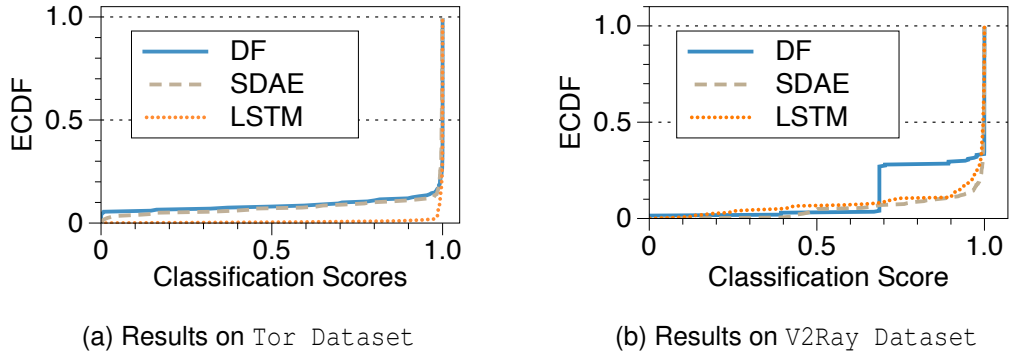 1.0
0.5
0
ECDF
DF
SDAE
LSTM
0 0.5 1.0
Classification Scores
(a) Results on Tor Dataset
1.0
0.5
0
ECDF
DF
SDAE
LSTM
0 0.5 1.0
Classification Score
(b) Results on V2Ray Dataset